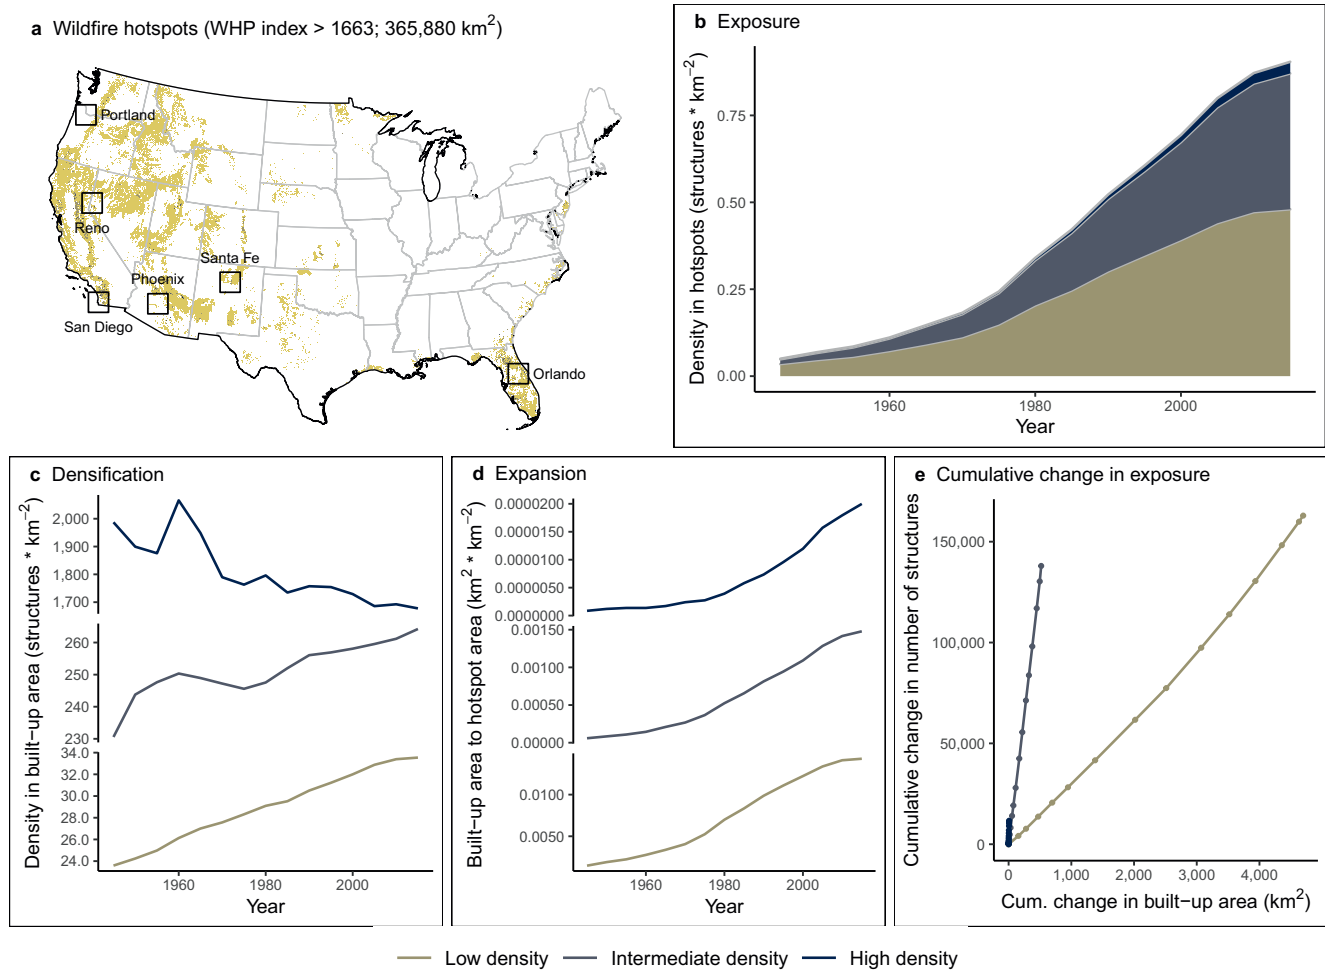 a Wildfire hotspots (WHP index > 1663; 365,880 km²)
Portland
Reno
Santa Fe
Phoenix
San Diego
Orlando
b Exposure
Density in hotspots (structures * km⁻²)
0.75
0.50
0.25
0.00
1960 1980 2000
Year
c Densification
Density in built−up area (structures * km⁻²)
2,000
1,900
1,800
1,700
260
250
240
230
34.0
32.0
30.0
28.0
26.0
24.0
1960 1980 2000
Year
d Expansion
Built−up area to hotspot area (km² * km⁻²)
0.0000200
0.0000150
0.0000100
0.0000050
0.0000000
0.00150
0.00100
0.00050
0.00000
0.0100
0.0050
1960 1980 2000
Year
e Cumulative change in exposure
Cumulative change in number of structures
150,000
100,000
50,000
0
0 1,000 2,000 3,000 4,000
Cum. change in built−up area (km²)
Low density Intermediate density High density